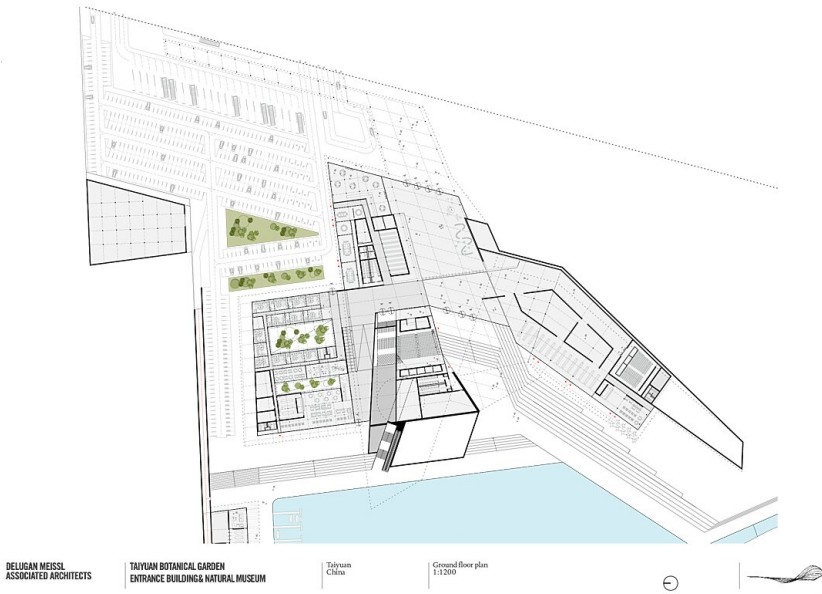 DELUGAN MEISSL
ASSOCIATED ARCHITECTS
TAIYUAN BOTANICAL GARDEN
ENTRANCE BUILDING& NATURAL MUSEUM
Taiyuan
China
Ground floor plan
1:1200